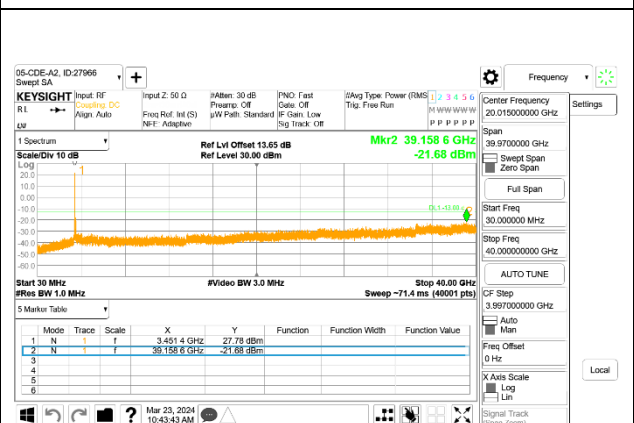 05-CDE-A2, ID:27966
Swept SA
Frequency
Settings
KEYSIGHT
RL
Input: RF
Coupling: DC
Align: Auto
Input Z: 50 Ω
Freq Ref: Int (S)
NFE: Adaptive
#Atten: 30 dB
Preamp: Off
µW Path: Standard
PNO: Fast
Gate: Off
IF Gain: Low
Sig Track: Off
#Avg Type: Power (RMS
Trig: Free Run
1 2 3 4 5 6
M W W W W W
P P P P P P
1 Spectrum
Scale/Div 10 dB
Log
Ref Lvl Offset 13.65 dB
Ref Level 30.00 dBm
Mkr2 39.158 6 GHz
-21.68 dBm
20.0
10.0
0.00
-10.0
-20.0
-30.0
-40.0
-50.0
-60.0
1
Start 30 MHz
#Res BW 1.0 MHz
#Video BW 3.0 MHz
Stop 40.00 GHz
Sweep ~71.4 ms (40001 pts)
5 Marker Table
Mode Trace Scale X Y Function Function Width Function Value
1 N 1 f 3.451 4 GHz 27.78 dBm
2 N 1 f 39.158 6 GHz -21.68 dBm
3
4
5
6
Mar 23, 2024
10:43:43 AM
Center Frequency
20.015000000 GHz
Span
39.9700000 GHz
Swept Span
Zero Span
Full Span
Start Freq
30.000000 MHz
Stop Freq
40.000000000 GHz
AUTO TUNE
CF Step
3.997000000 GHz
Auto
Man
Freq Offset
0 Hz
X Axis Scale
Log
Lin
Signal Track
Local